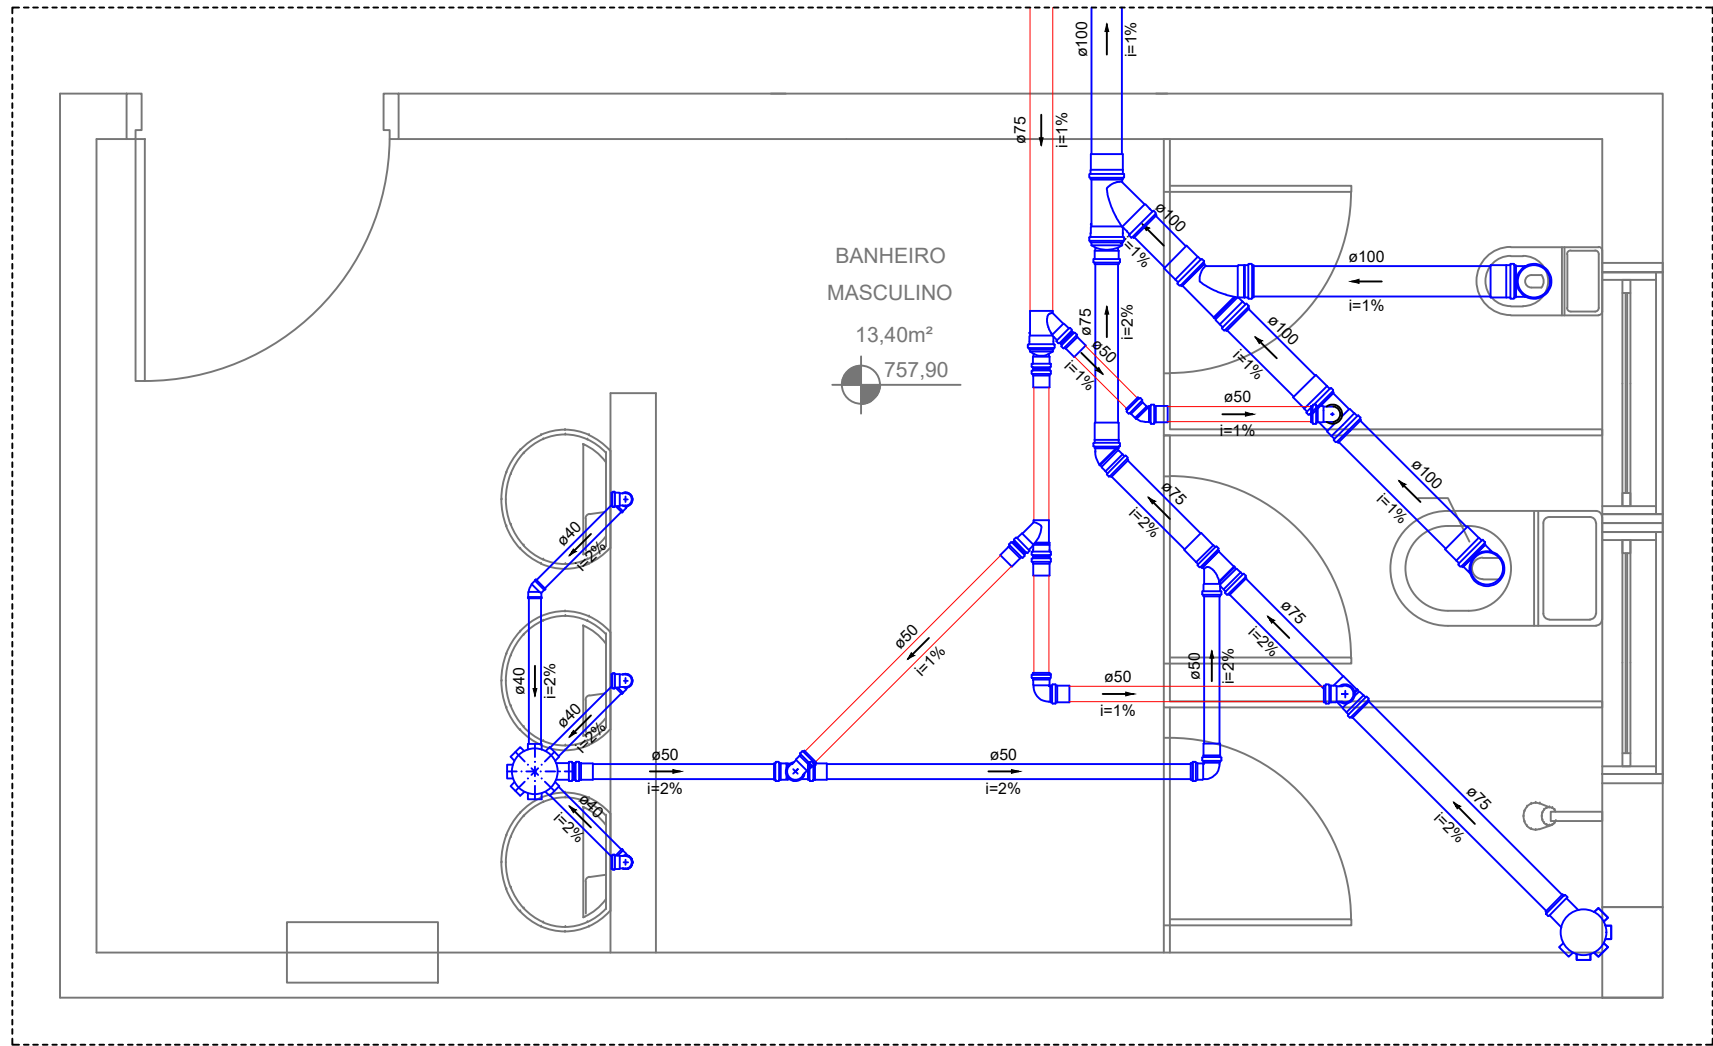 ø100
i=1%
ø75
i=1%
ø100
i=1%
BANHEIRO
MASCULINO
13,40m²
757,90
ø100
i=1%
ø75
i=2%
ø50
i=1%
ø100
i=1%
ø50
i=1%
ø100
i=1%
ø75
i=2%
ø40
i=2%
ø75
i=2%
ø50
i=1%
ø50
i=2%
ø40
i=2%
ø50
i=1%
ø40
i=2%
ø50
i=2%
ø50
i=2%
ø40
i=2%
ø75
i=2%